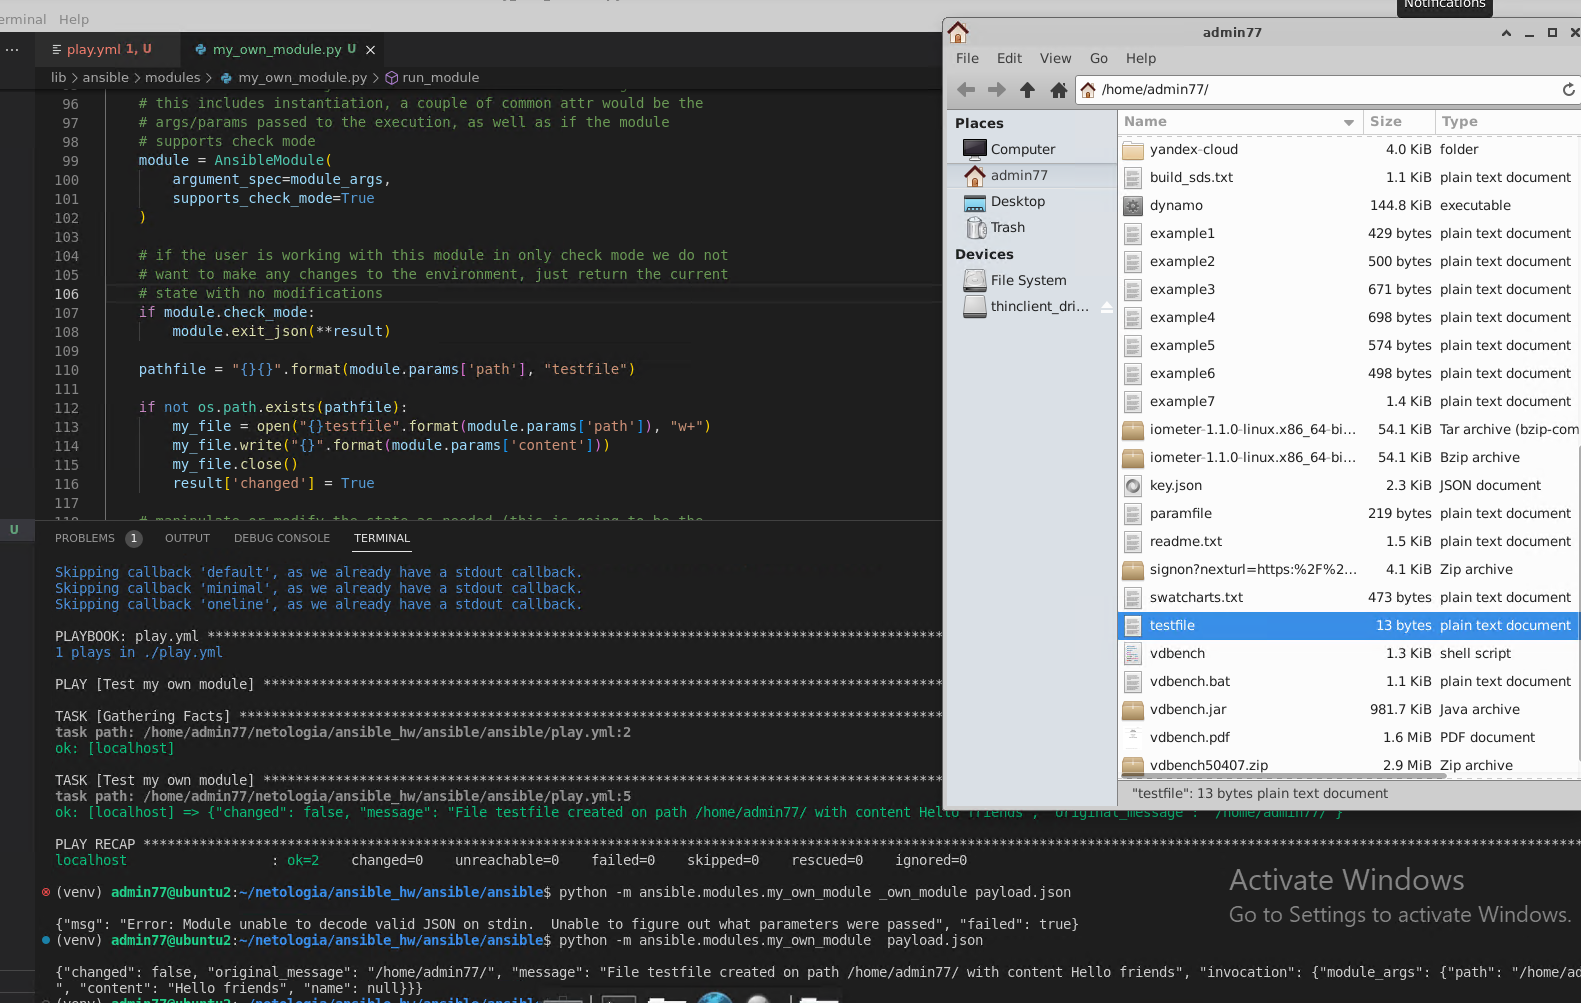 Notifications
erminal Help
play.yml 1, U
my_own_module.py U
lib > ansible > modules > my_own_module.py > run_module
96 # this includes instantiation, a couple of common attr would be the
97 # args/params passed to the execution, as well as if the module
98 # supports check mode
99 module = AnsibleModule(
100 argument_spec=module_args,
101 supports_check_mode=True
102 )
103
104 # if the user is working with this module in only check mode we do not
105 # want to make any changes to the environment, just return the current
106 # state with no modifications
107 if module.check_mode:
108 module.exit_json(**result)
109
110 pathfile = "{}{}".format(module.params['path'], "testfile")
111
112 if not os.path.exists(pathfile):
113 my_file = open("{}testfile".format(module.params['path']), "w+")
114 my_file.write("{}".format(module.params['content']))
115 my_file.close()
116 result['changed'] = True
117
118 # manipulate or modify the state as needed (this is going to be the
U
PROBLEMS 1 OUTPUT DEBUG CONSOLE TERMINAL
Skipping callback 'default', as we already have a stdout callback.
Skipping callback 'minimal', as we already have a stdout callback.
Skipping callback 'oneline', as we already have a stdout callback.
PLAYBOOK: play.yml ********************************************************************************************
1 plays in ./play.yml
PLAY [Test my own module] *************************************************************************************
TASK [Gathering Facts] ****************************************************************************************
task path: /home/admin77/netologia/ansible_hw/ansible/ansible/play.yml:2
ok: [localhost]
TASK [Test my own module] *************************************************************************************
task path: /home/admin77/netologia/ansible_hw/ansible/ansible/play.yml:5
ok: [localhost] => {"changed": false, "message": "File testfile created on path /home/admin77/ with content Hello friends", "original_message": "/home/admin77/"}
PLAY RECAP ****************************************************************************************************
localhost : ok=2 changed=0 unreachable=0 failed=0 skipped=0 rescued=0 ignored=0
(venv) admin77@ubuntu2:~/netologia/ansible_hw/ansible/ansible$ python -m ansible.modules.my_own_module _own_module payload.json
{"msg": "Error: Module unable to decode valid JSON on stdin.  Unable to figure out what parameters were passed", "failed": true}
(venv) admin77@ubuntu2:~/netologia/ansible_hw/ansible/ansible$ python -m ansible.modules.my_own_module  payload.json
{"changed": false, "original_message": "/home/admin77/", "message": "File testfile created on path /home/admin77/ with content Hello friends", "invocation": {"module_args": {"path": "/home/ad
", "content": "Hello friends", "name": null}}}
(venv) admin77@ubuntu2:~/netologia/ansible_hw/ansible/ansibl
admin77
File Edit View Go Help
/home/admin77/
Places
Computer
admin77
Desktop
Trash
Devices
File System
thinclient_dri...
Name Size Type
yandex-cloud 4.0 KiB folder
build_sds.txt 1.1 KiB plain text document
dynamo 144.8 KiB executable
example1 429 bytes plain text document
example2 500 bytes plain text document
example3 671 bytes plain text document
example4 698 bytes plain text document
example5 574 bytes plain text document
example6 498 bytes plain text document
example7 1.4 KiB plain text document
iometer-1.1.0-linux.x86_64-bi... 54.1 KiB Tar archive (bzip-com
iometer-1.1.0-linux.x86_64-bi... 54.1 KiB Bzip archive
key.json 2.3 KiB JSON document
paramfile 219 bytes plain text document
readme.txt 1.5 KiB plain text document
signon?nexturl=https:%2F%2... 4.1 KiB Zip archive
swatcharts.txt 473 bytes plain text document
testfile 13 bytes plain text document
vdbench 1.3 KiB shell script
vdbench.bat 1.1 KiB plain text document
vdbench.jar 981.7 KiB Java archive
vdbench.pdf 1.6 MiB PDF document
vdbench50407.zip 2.9 MiB Zip archive
"testfile": 13 bytes plain text document
Activate Windows
Go to Settings to activate Windows.